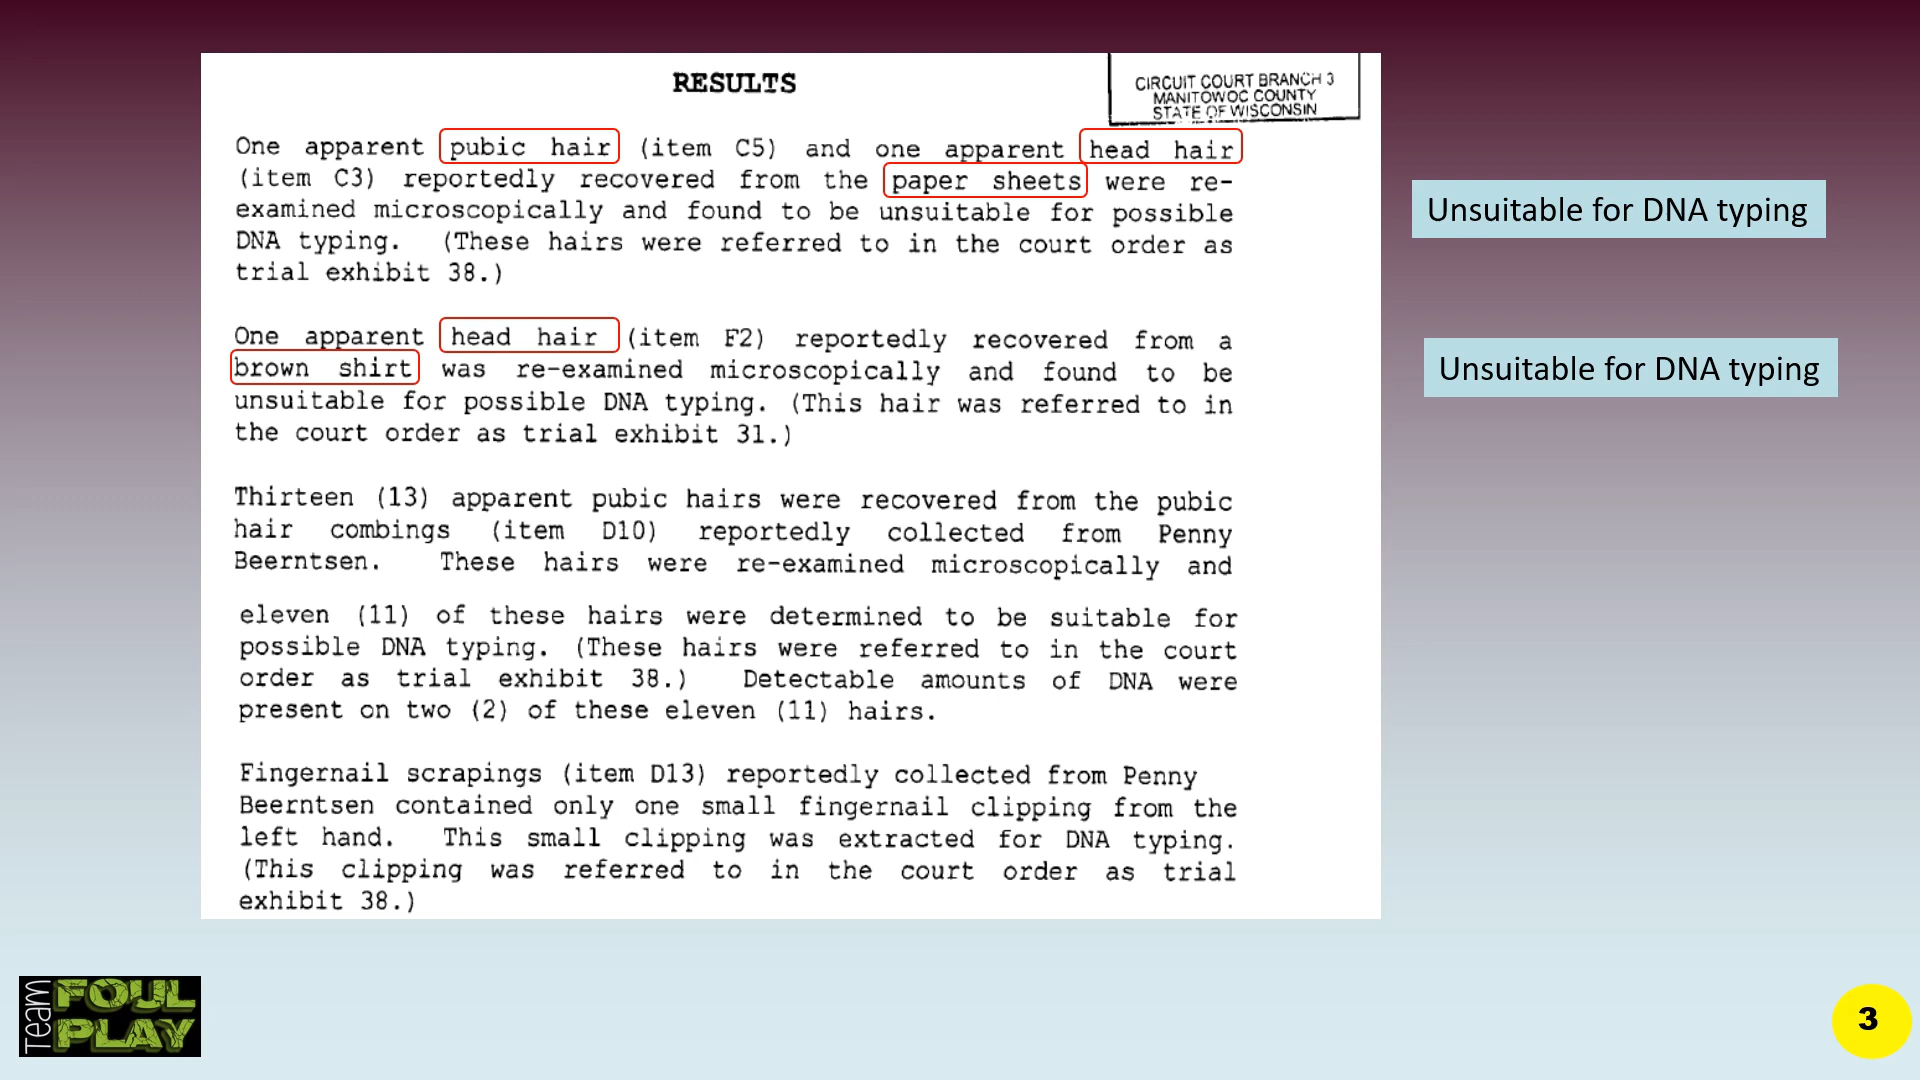 RESULTS
CIRCUIT COURT BRANCH 3
MANITOWOC COUNTY
STATE OF WISCONSIN
One apparent pubic hair (item C5) and one apparent head hair
(item C3) reportedly recovered from the paper sheets were re-
examined microscopically and found to be unsuitable for possible
DNA typing. (These hairs were referred to in the court order as
trial exhibit 38.)
Unsuitable for DNA typing
One apparent head hair (item F2) reportedly recovered from a
brown shirt was re-examined microscopically and found to be
unsuitable for possible DNA typing. (This hair was referred to in
the court order as trial exhibit 31.)
Unsuitable for DNA typing
Thirteen (13) apparent pubic hairs were recovered from the pubic
hair combings (item D10) reportedly collected from Penny
Beerntsen. These hairs were re-examined microscopically and
eleven (11) of these hairs were determined to be suitable for
possible DNA typing. (These hairs were referred to in the court
order as trial exhibit 38.) Detectable amounts of DNA were
present on two (2) of these eleven (11) hairs.
Fingernail scrapings (item D13) reportedly collected from Penny
Beerntsen contained only one small fingernail clipping from the
left hand. This small clipping was extracted for DNA typing.
(This clipping was referred to in the court order as trial
exhibit 38.)
Team
FOUL
PLAY
3